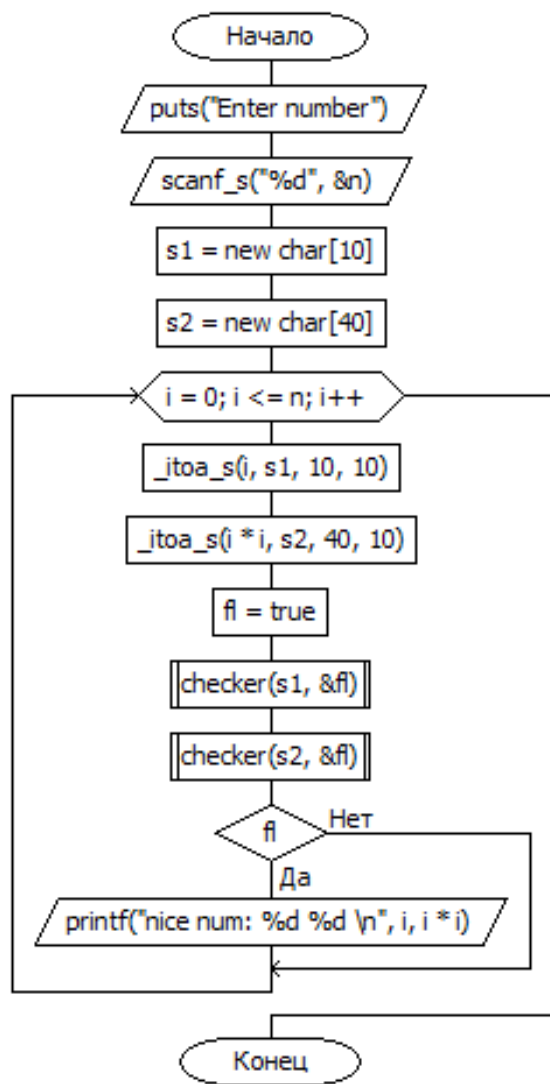 Начало
puts("Enter number")
scanf_s("%d", &n)
s1 = new char[10]
s2 = new char[40]
i = 0; i <= n; i++
_itoa_s(i, s1, 10, 10)
_itoa_s(i * i, s2, 40, 10)
fl = true
checker(s1, &fl)
checker(s2, &fl)
fl
Нет
Да
printf("nice num: %d %d \n", i, i * i)
Конец